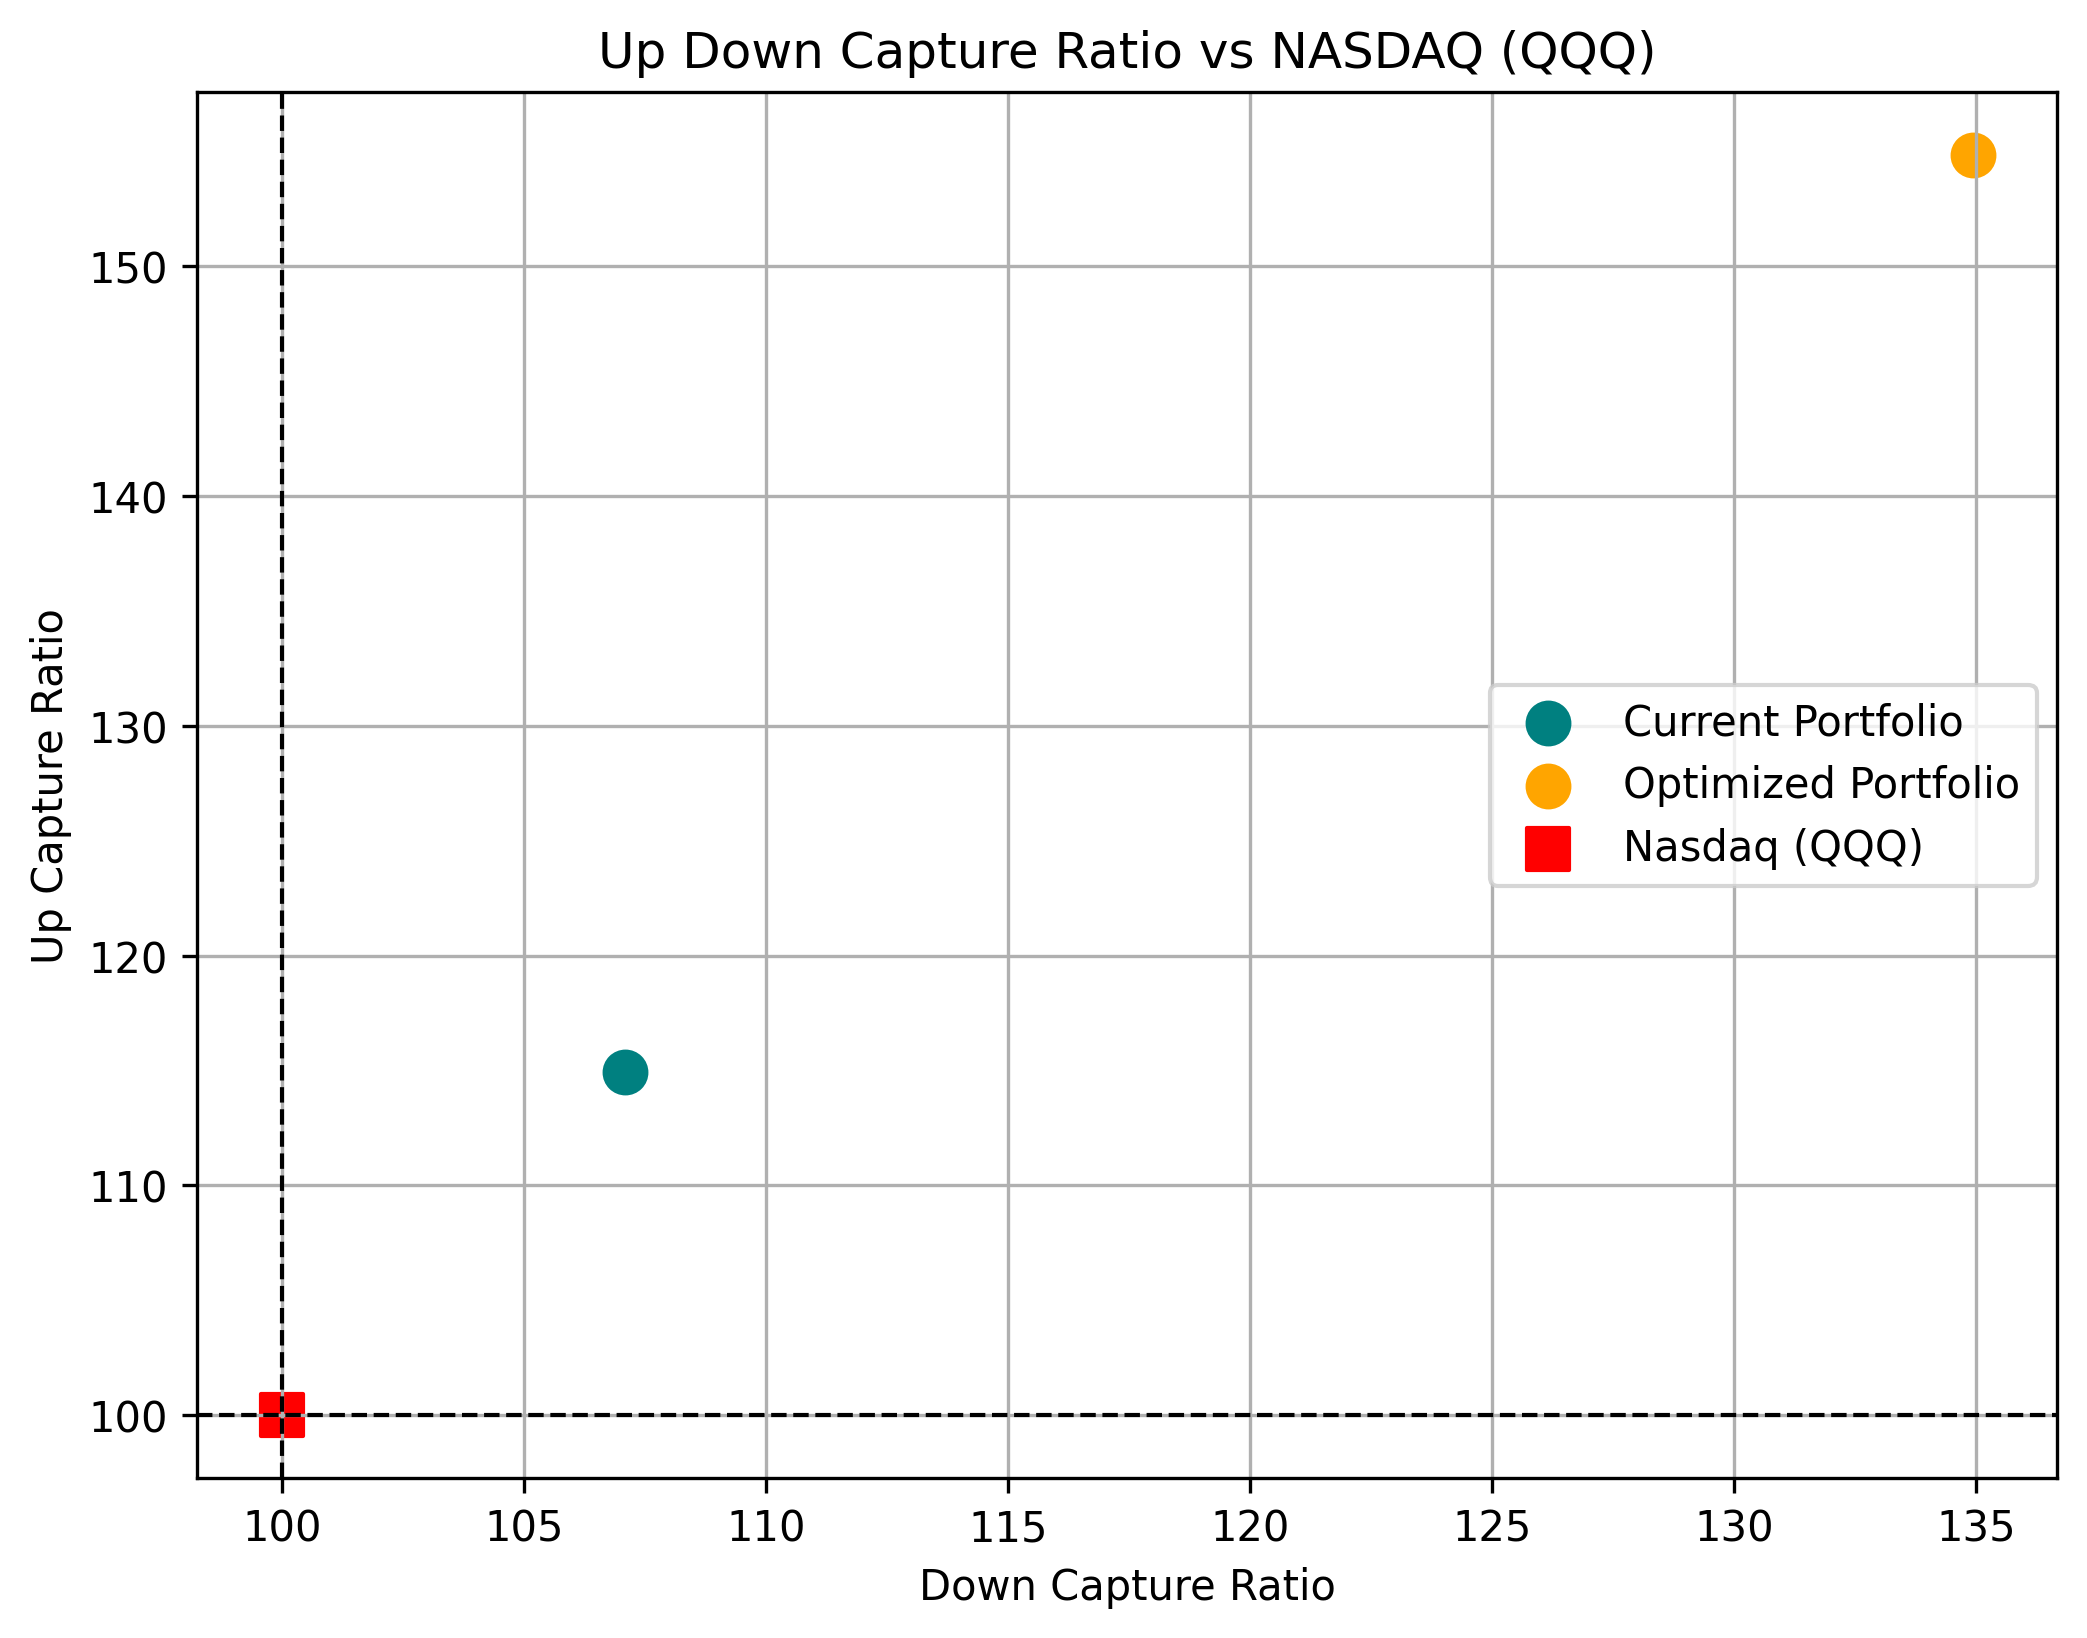 Up Down Capture Ratio vs NASDAQ (QQQ)
Up Capture Ratio
150
140
130
120
110
100
Current Portfolio
Optimized Portfolio
Nasdaq (QQQ)
100 105 110 115 120 125 130 135
Down Capture Ratio